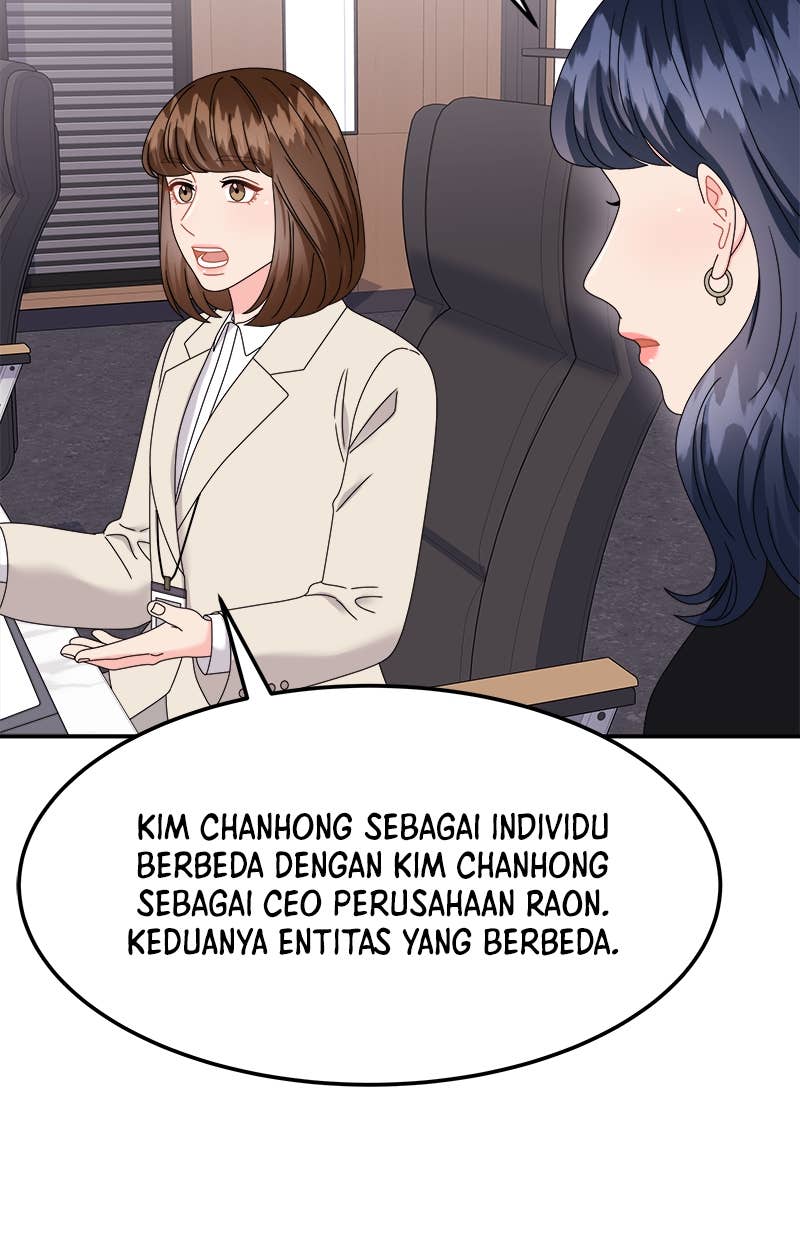 KIM CHANHONG SEBAGAI INDIVIDU
BERBEDA DENGAN KIM CHANHONG
SEBAGAI CEO PERUSAHAAN RAON.
KEDUANYA ENTITAS YANG BERBEDA.